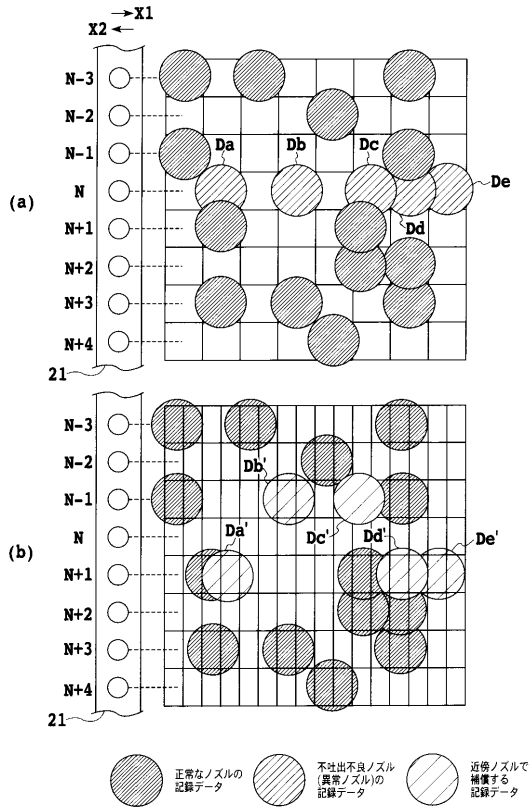 →X1
X2←
(a)
N-3
N-2
N-1
N
N+1
N+2
N+3
N+4
21
Da
Db
Dc
Dd
De
(b)
N-3
N-2
N-1
N
N+1
N+2
N+3
N+4
21
Db'
Dc'
Da'
Dd'
De'
正常なノズルの
記録データ
不吐出不良ノズル
(異常ノズル)の
記録データ
近傍ノズルで
補償する
記録データ